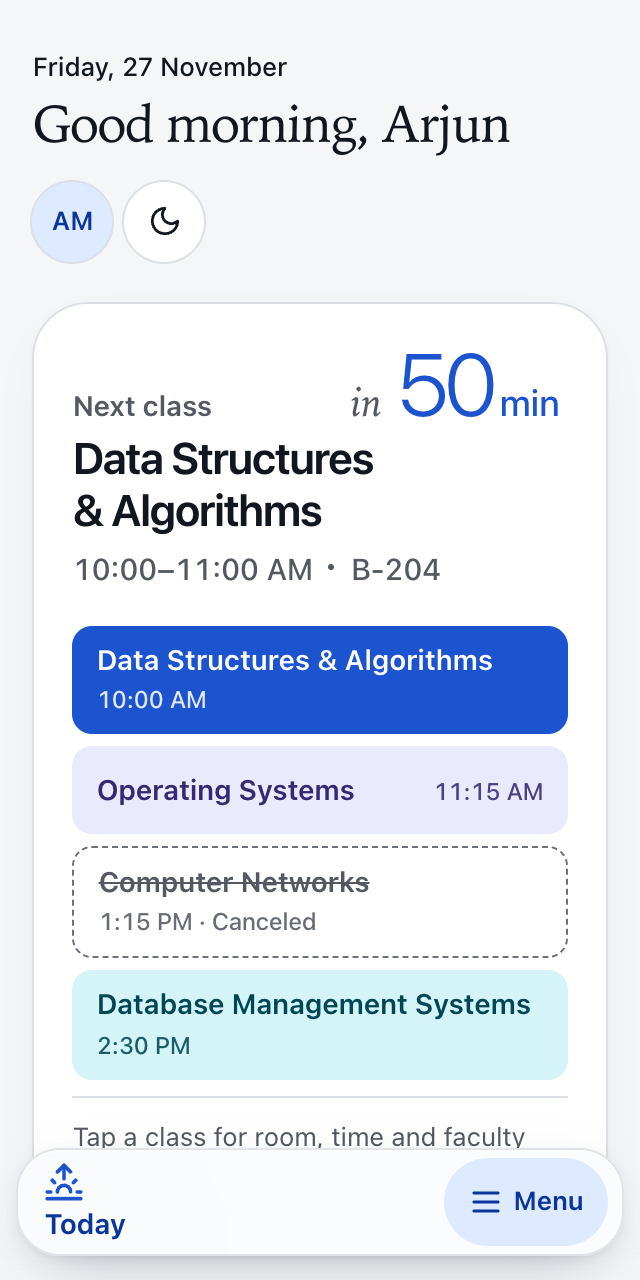 Friday, 27 November
Good morning, Arjun
AM
Next class
in 50 min
Data Structures
& Algorithms
10:00–11:00 AM • B-204
Data Structures & Algorithms
10:00 AM
Operating Systems 11:15 AM
Computer Networks
1:15 PM · Canceled
Database Management Systems
2:30 PM
Tap a class for room, time and faculty
Today
Menu